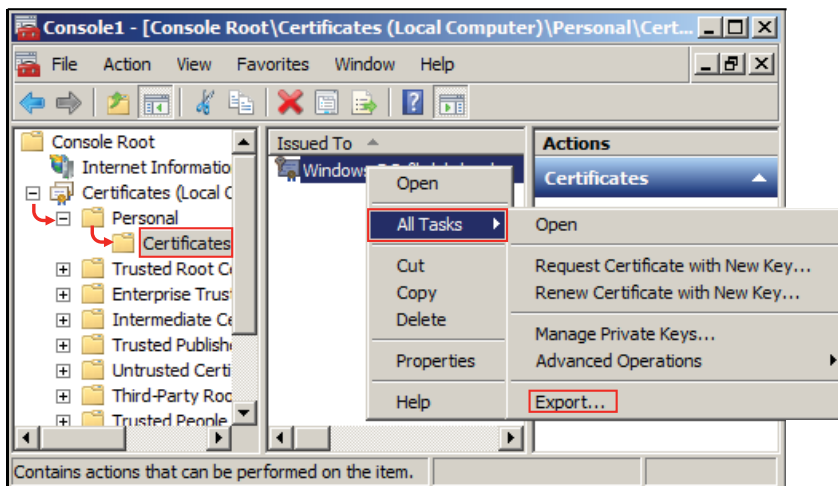 Console1 - [Console Root\Certificates (Local Computer)\Personal\Cert...
File Action View Favorites Window Help
Console Root
Internet Informatio
Certificates (Local C
Personal
Certificates
Trusted Root C
Enterprise Trus
Intermediate Ce
Trusted Publish
Untrusted Certi
Third-Party Roo
Trusted People
Issued To
Windows
Open
All Tasks
Cut
Copy
Delete
Properties
Help
Open
Request Certificate with New Key...
Renew Certificate with New Key...
Manage Private Keys...
Advanced Operations
Export...
Actions
Certificates
Contains actions that can be performed on the item.